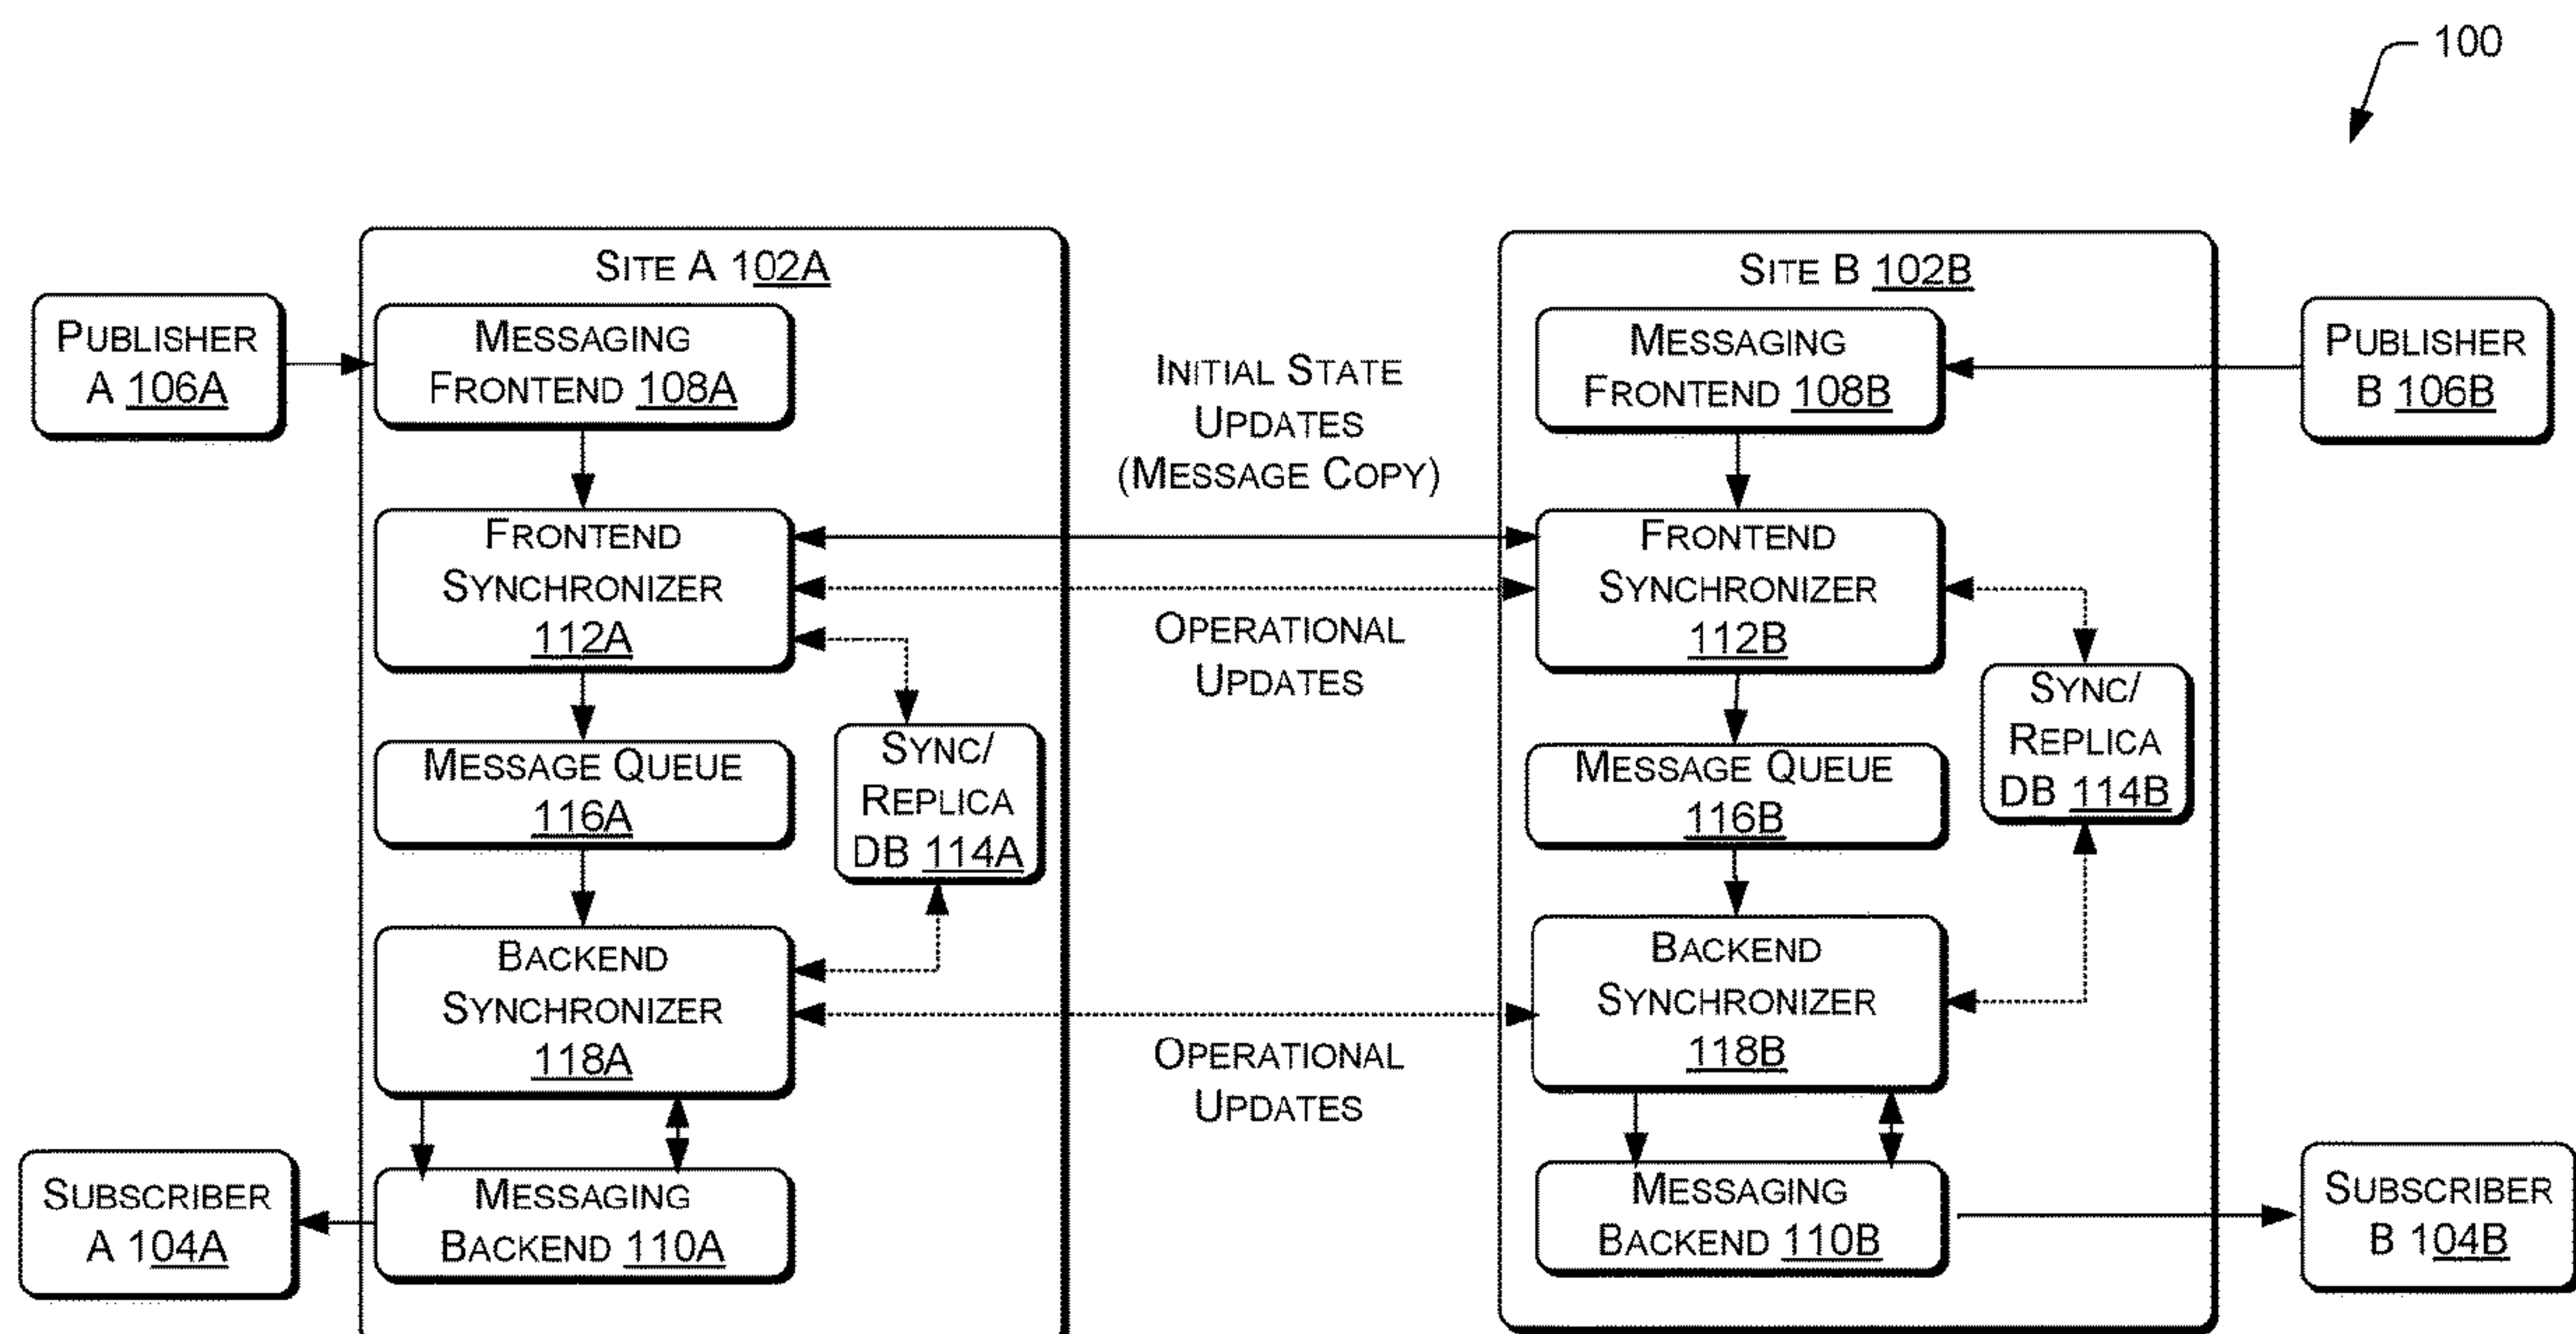 100
SITE A 102A
PUBLISHER
A 106A
MESSAGING
FRONTEND 108A
FRONTEND
SYNCHRONIZER
112A
MESSAGE QUEUE
116A
SYNC/
REPLICA
DB 114A
BACKEND
SYNCHRONIZER
118A
MESSAGING
BACKEND 110A
SUBSCRIBER
A 104A
INITIAL STATE
UPDATES
(MESSAGE COPY)
OPERATIONAL
UPDATES
OPERATIONAL
UPDATES
SITE B 102B
MESSAGING
FRONTEND 108B
PUBLISHER
B 106B
FRONTEND
SYNCHRONIZER
112B
SYNC/
REPLICA
DB 114B
MESSAGE QUEUE
116B
BACKEND
SYNCHRONIZER
118B
MESSAGING
BACKEND 110B
SUBSCRIBER
B 104B